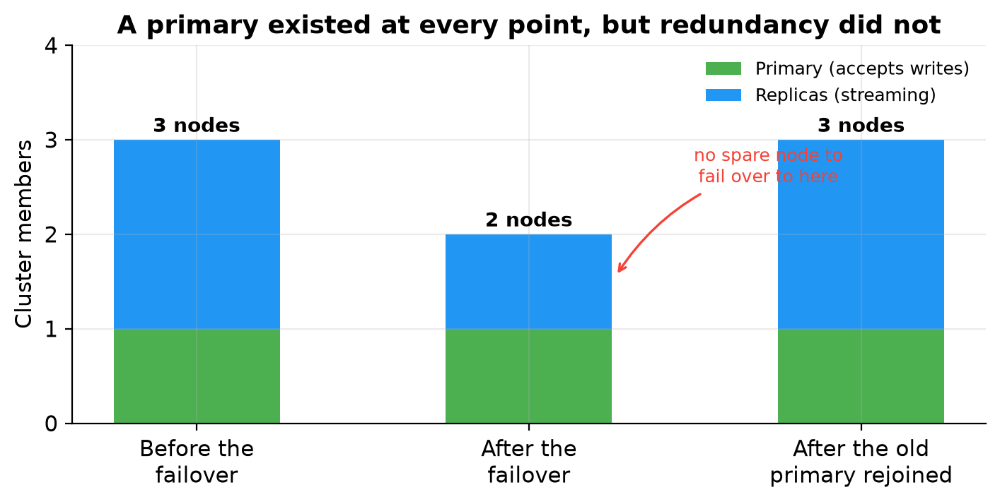 A primary existed at every point, but redundancy did not
4
Primary (accepts writes)
Replicas (streaming)
3 nodes
3 nodes
3
no spare node to
fail over to here
2 nodes
2
Cluster members
1
0
Before the
failover
After the
failover
After the old
primary rejoined